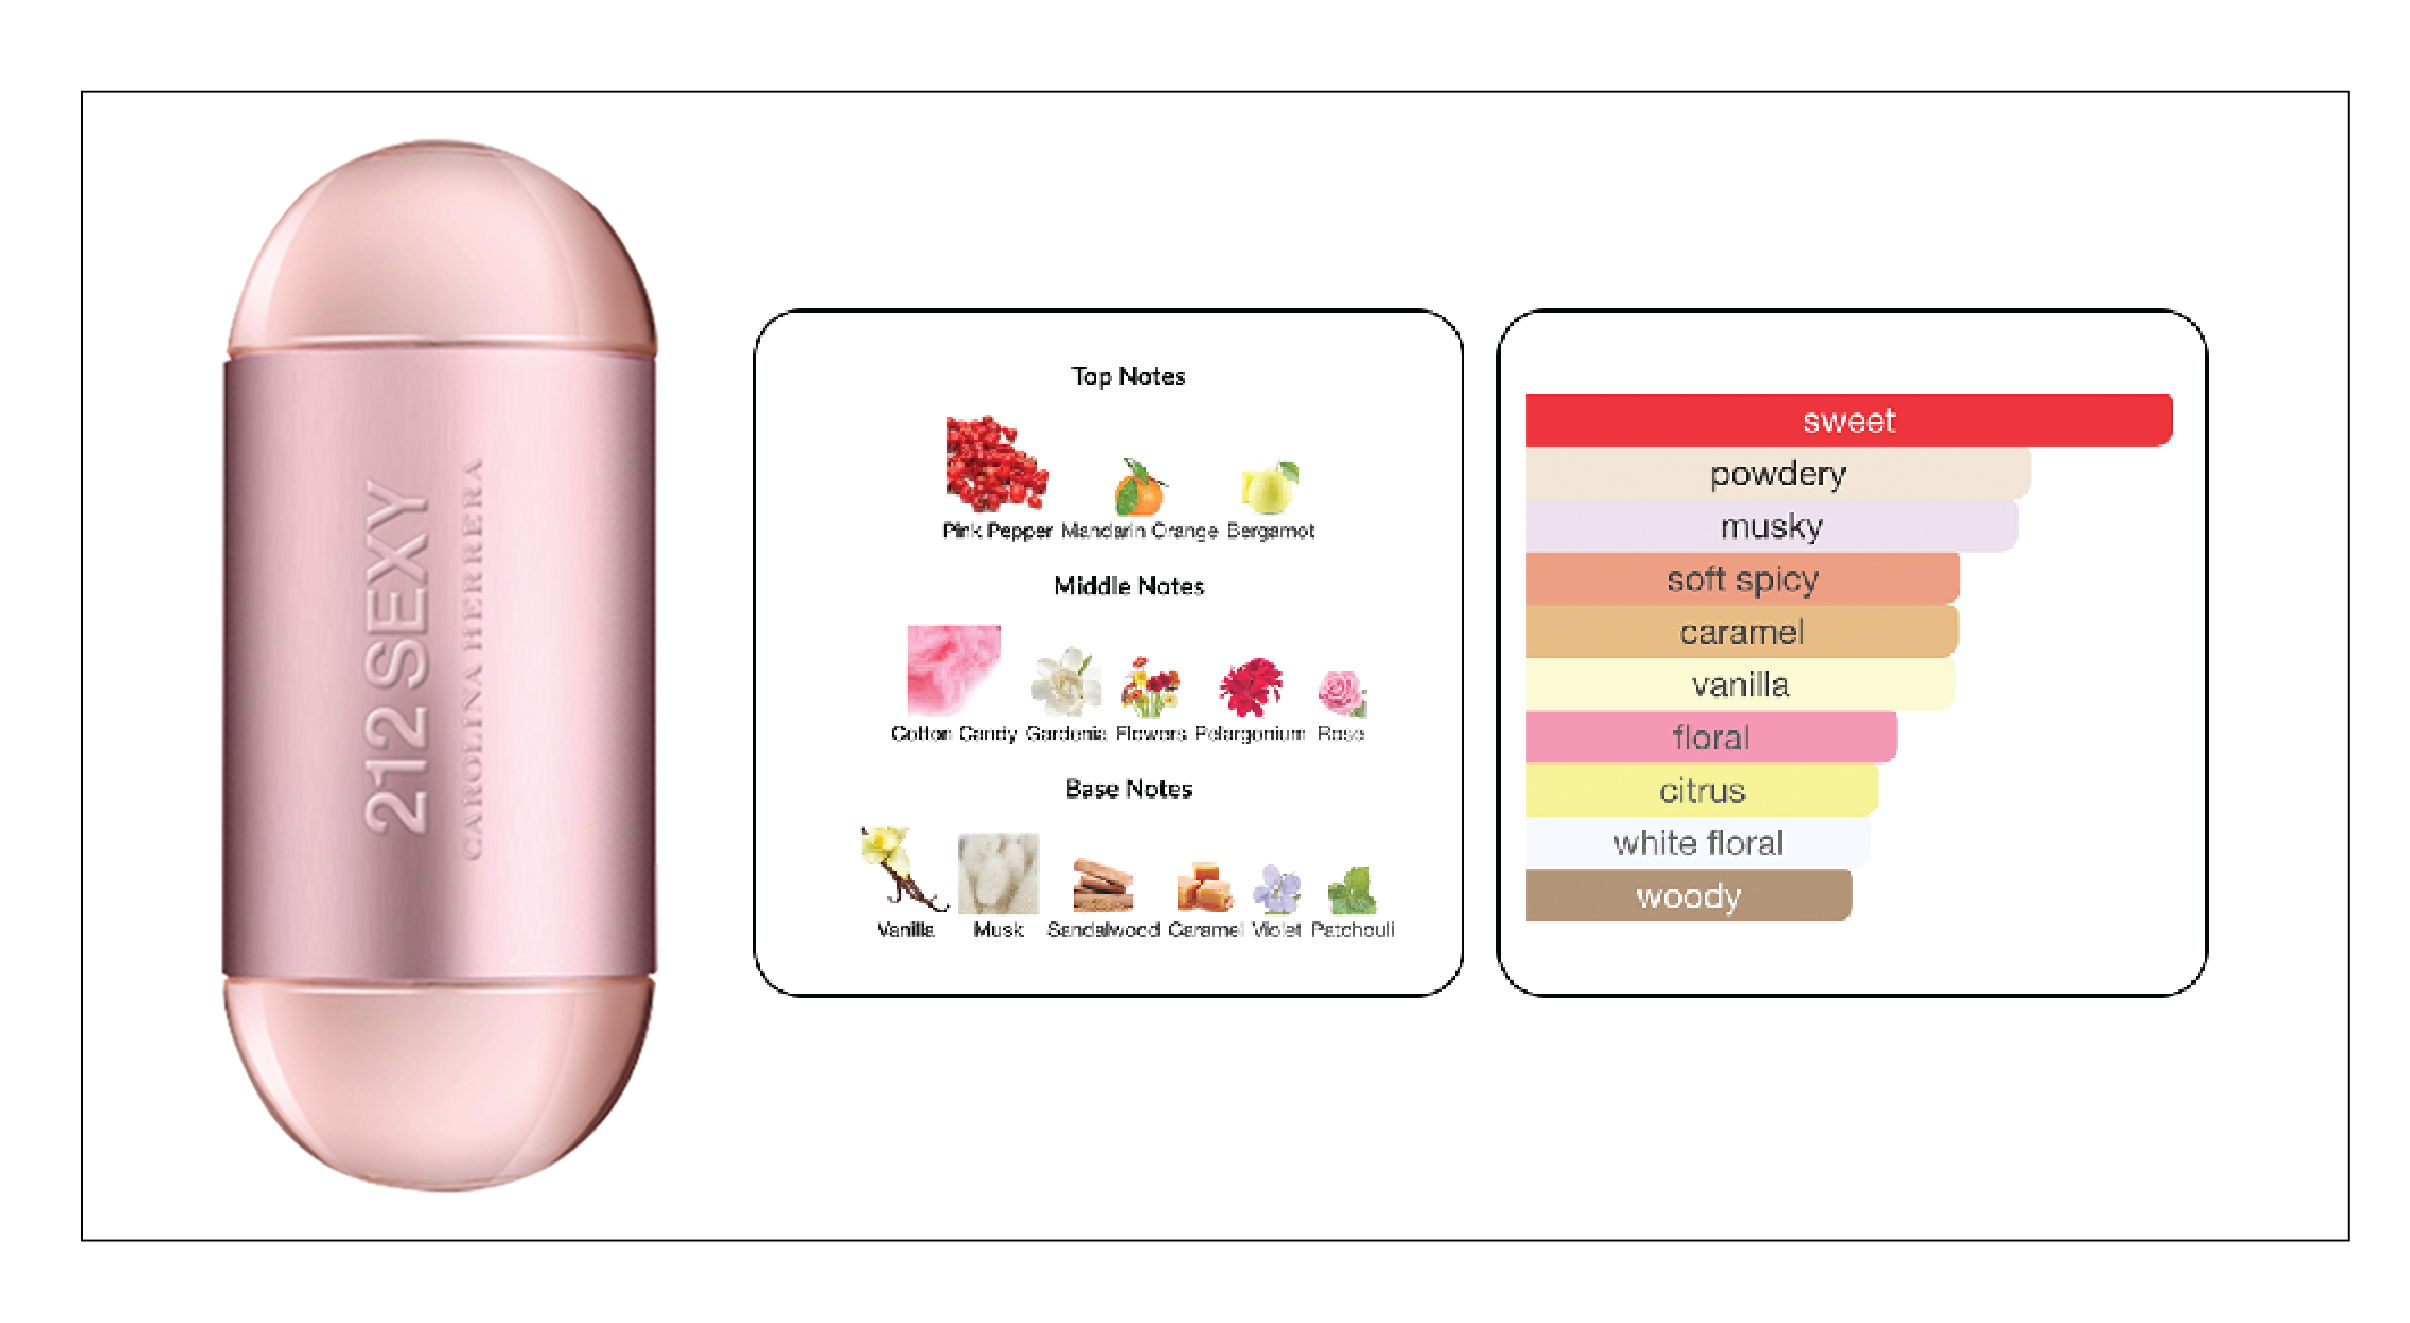 212 SEXY
CAROLINA HERRERA
Top Notes
Pink Pepper Mandarin Orange Bergamot
Middle Notes
Cotton Candy Gardenia Flowers Pelargonium Rose
Base Notes
Vanilla Musk Sandalwood Caramel Violet Patchouli
sweet
powdery
musky
soft spicy
caramel
vanilla
floral
citrus
white floral
woody